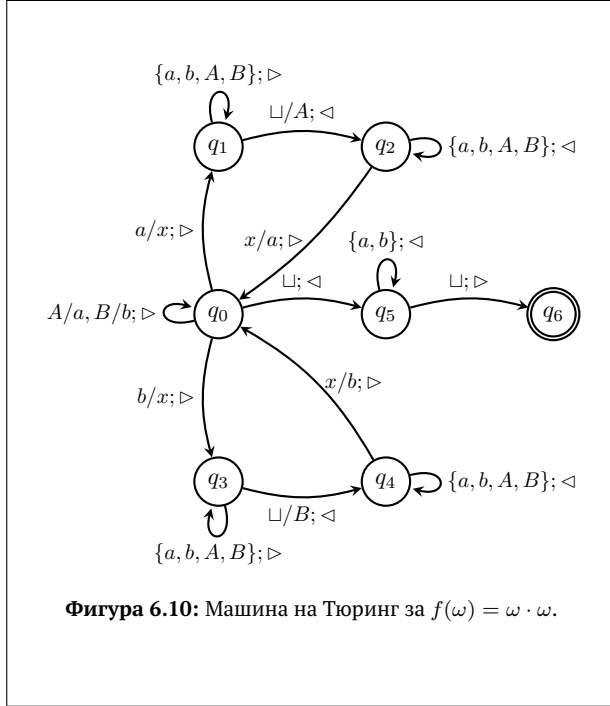 {a, b, A, B}; ▷
⊔/A; ◁
q₁
q₂
{a, b, A, B}; ◁
a/x; ▷
x/a; ▷
{a, b}; ◁
⊔; ◁
⊔; ▷
A/a, B/b; ▷
q₀
q₅
q₆
b/x; ▷
x/b; ▷
q₃
q₄
{a, b, A, B}; ◁
⊔/B; ◁
{a, b, A, B}; ▷
Фигура 6.10: Машина на Тюринг за f(ω) = ω · ω.